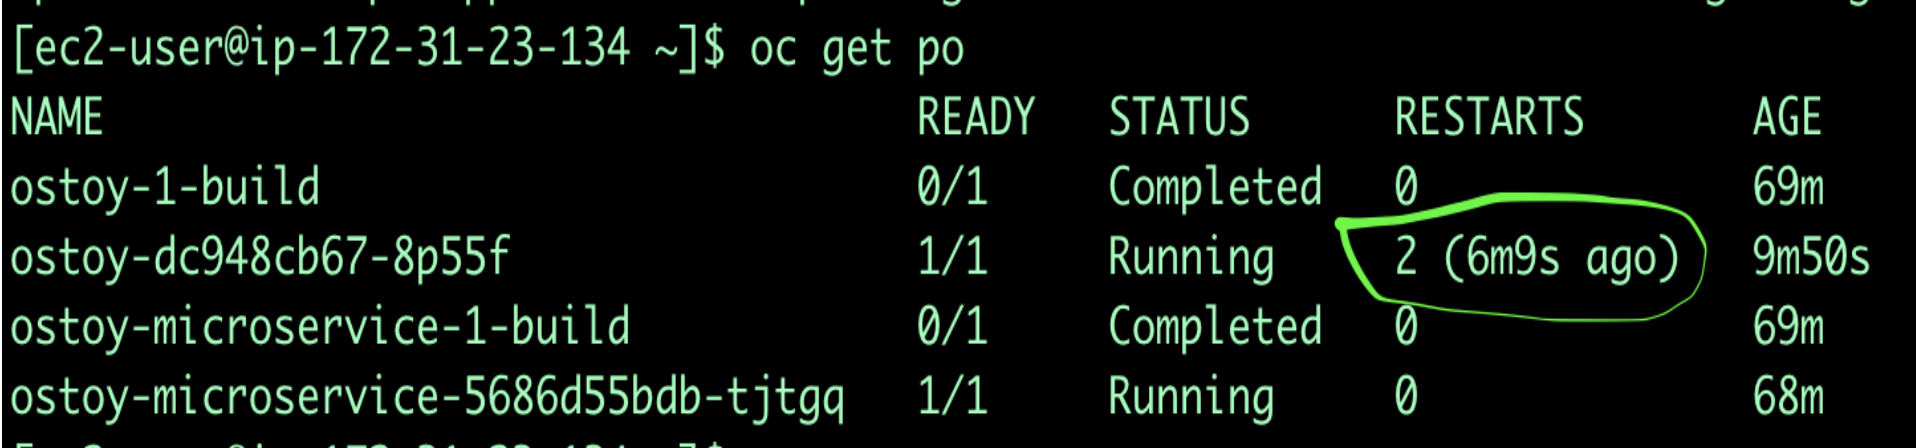 [ec2-user@ip-172-31-23-134 ~]$ oc get po
NAME READY STATUS RESTARTS AGE
ostoy-1-build 0/1 Completed 0 69m
ostoy-dc948cb67-8p55f 1/1 Running 2 (6m9s ago) 9m50s
ostoy-microservice-1-build 0/1 Completed 0 69m
ostoy-microservice-5686d55bdb-tjtgq 1/1 Running 0 68m